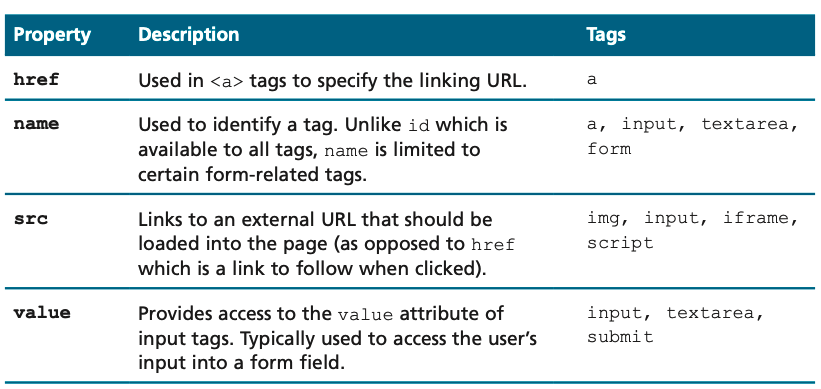 Property Description Tags
href Used in <a> tags to specify the linking URL. a
name Used to identify a tag. Unlike id which is a, input, textarea,
available to all tags, name is limited to form
certain form-related tags.
src Links to an external URL that should be img, input, iframe,
loaded into the page (as opposed to href script
which is a link to follow when clicked).
value Provides access to the value attribute of input, textarea,
input tags. Typically used to access the user’s submit
input into a form field.